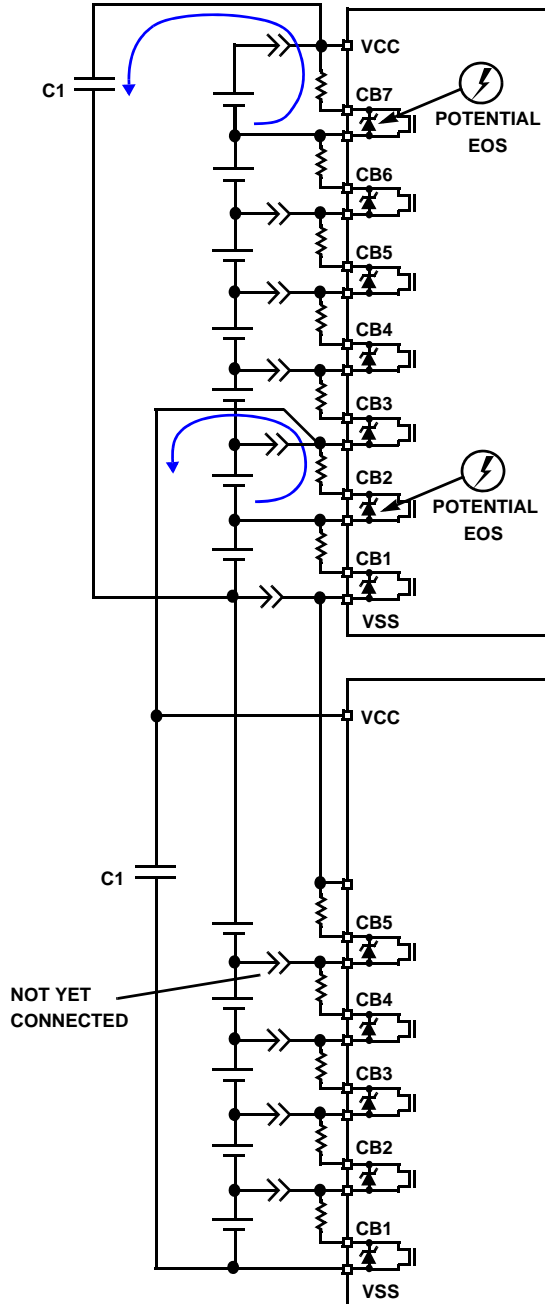 VCC
C1
CB7
POTENTIAL
EOS
CB6
CB5
CB4
CB3
CB2
POTENTIAL
EOS
CB1
VSS
VCC
C1
CB5
NOT YET
CONNECTED
CB4
CB3
CB2
CB1
VSS